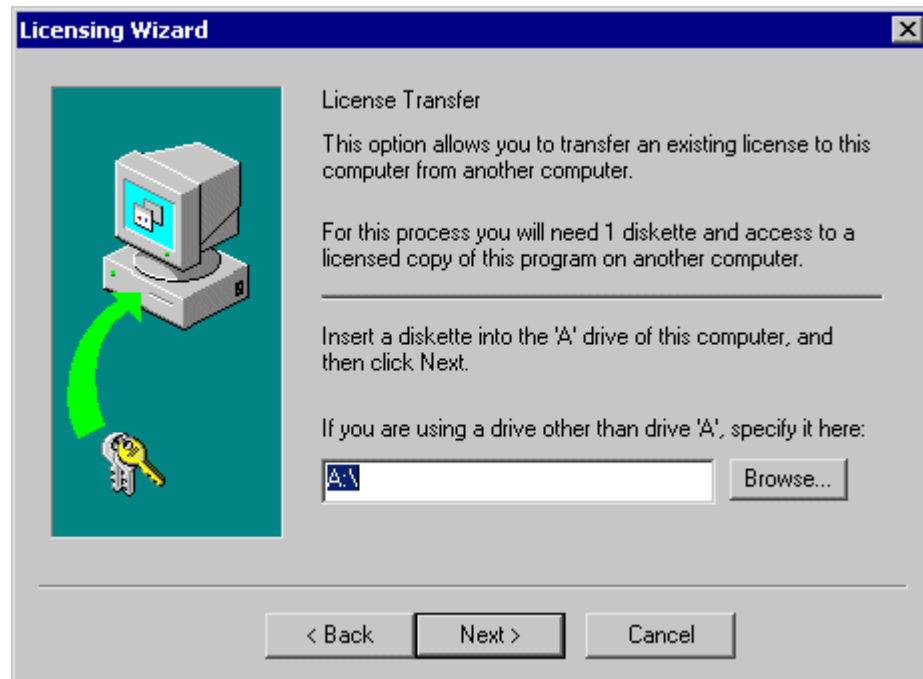 Licensing Wizard
License Transfer
This option allows you to transfer an existing license to this
computer from another computer.
For this process you will need 1 diskette and access to a
licensed copy of this program on another computer.
Insert a diskette into the 'A' drive of this computer, and
then click Next.
If you are using a drive other than drive 'A', specify it here:
A:\
Browse...
< Back
Next >
Cancel